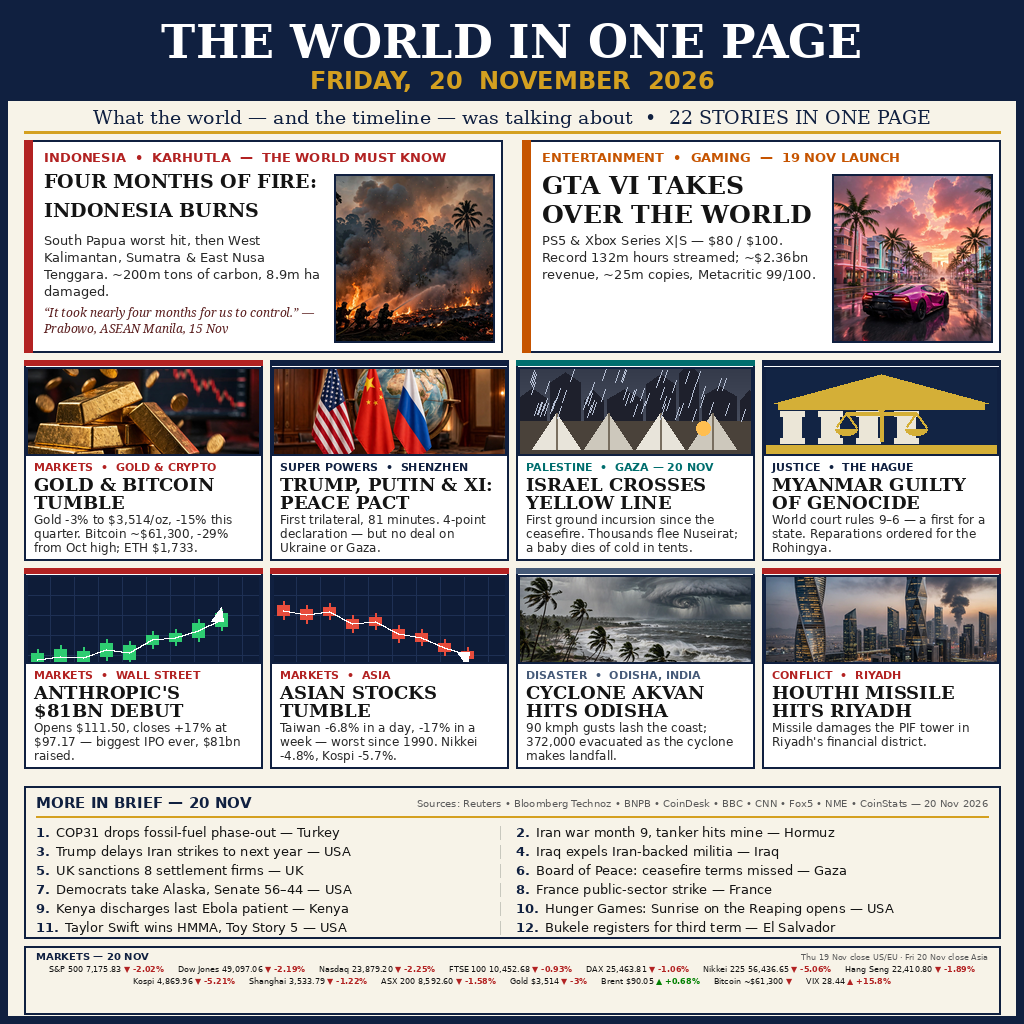 THE WORLD IN ONE PAGE
FRIDAY, 20 NOVEMBER 2026
What the world — and the timeline — was talking about • 22 STORIES IN ONE PAGE
INDONESIA • KARHUTLA — THE WORLD MUST KNOW
FOUR MONTHS OF FIRE:
INDONESIA BURNS
South Papua worst hit, then West
Kalimantan, Sumatra & East Nusa
Tenggara. ~200m tons of carbon, 8.9m ha
damaged.
“It took nearly four months for us to control.” —
Prabowo, ASEAN Manila, 15 Nov
ENTERTAINMENT • GAMING — 19 NOV LAUNCH
GTA VI TAKES
OVER THE WORLD
PS5 & Xbox Series X|S — $80 / $100.
Record 132m hours streamed; ~$2.36bn
revenue, ~25m copies, Metacritic 99/100.
MARKETS • GOLD & CRYPTO
GOLD & BITCOIN
TUMBLE
Gold -3% to $3,514/oz, -15% this
quarter. Bitcoin ~$61,300, -29%
from Oct high; ETH $1,733.
SUPER POWERS • SHENZHEN
TRUMP, PUTIN & XI:
PEACE PACT
First trilateral, 81 minutes. 4-point
declaration — but no deal on
Ukraine or Gaza.
PALESTINE • GAZA — 20 NOV
ISRAEL CROSSES
YELLOW LINE
First ground incursion since the
ceasefire. Thousands flee Nuseirat;
a baby dies of cold in tents.
JUSTICE • THE HAGUE
MYANMAR GUILTY
OF GENOCIDE
World court rules 9–6 — a first for a
state. Reparations ordered for the
Rohingya.
MARKETS • WALL STREET
ANTHROPIC'S
$81BN DEBUT
Opens $111.50, closes +17% at
$97.17 — biggest IPO ever, $81bn
raised.
MARKETS • ASIA
ASIAN STOCKS
TUMBLE
Taiwan -6.8% in a day, -17% in a
week — worst since 1990. Nikkei
-4.8%, Kospi -5.7%.
DISASTER • ODISHA, INDIA
CYCLONE AKVAN
HITS ODISHA
90 kmph gusts lash the coast;
372,000 evacuated as the cyclone
makes landfall.
CONFLICT • RIYADH
HOUTHI MISSILE
HITS RIYADH
Missile damages the PIF tower in
Riyadh's financial district.
MORE IN BRIEF — 20 NOV
Sources: Reuters • Bloomberg Technoz • BNPB • CoinDesk • BBC • CNN • Fox5 • NME • CoinStats — 20 Nov 2026
1. COP31 drops fossil-fuel phase-out — Turkey
2. Iran war month 9, tanker hits mine — Hormuz
3. Trump delays Iran strikes to next year — USA
4. Iraq expels Iran-backed militia — Iraq
5. UK sanctions 8 settlement firms — UK
6. Board of Peace: ceasefire terms missed — Gaza
7. Democrats take Alaska, Senate 56–44 — USA
8. France public-sector strike — France
9. Kenya discharges last Ebola patient — Kenya
10. Hunger Games: Sunrise on the Reaping opens — USA
11. Taylor Swift wins HMMA, Toy Story 5 — USA
12. Bukele registers for third term — El Salvador
MARKETS — 20 NOV
Thu 19 Nov close US/EU · Fri 20 Nov close Asia
S&P 500 7,175.83 ▼ -2.02% Dow Jones 49,097.06 ▼ -2.19% Nasdaq 23,879.20 ▼ -2.25% FTSE 100 10,452.68 ▼ -0.93% DAX 25,463.81 ▼ -1.06% Nikkei 225 56,436.65 ▼ -5.06% Hang Seng 22,410.80 ▼ -1.89%
Kospi 4,869.96 ▼ -5.21% Shanghai 3,533.79 ▼ -1.22% ASX 200 8,592.60 ▼ -1.58% Gold $3,514 ▼ -3% Brent $90.05 ▲ +0.68% Bitcoin ~$61,300 ▼ VIX 28.44 ▲ +15.8%